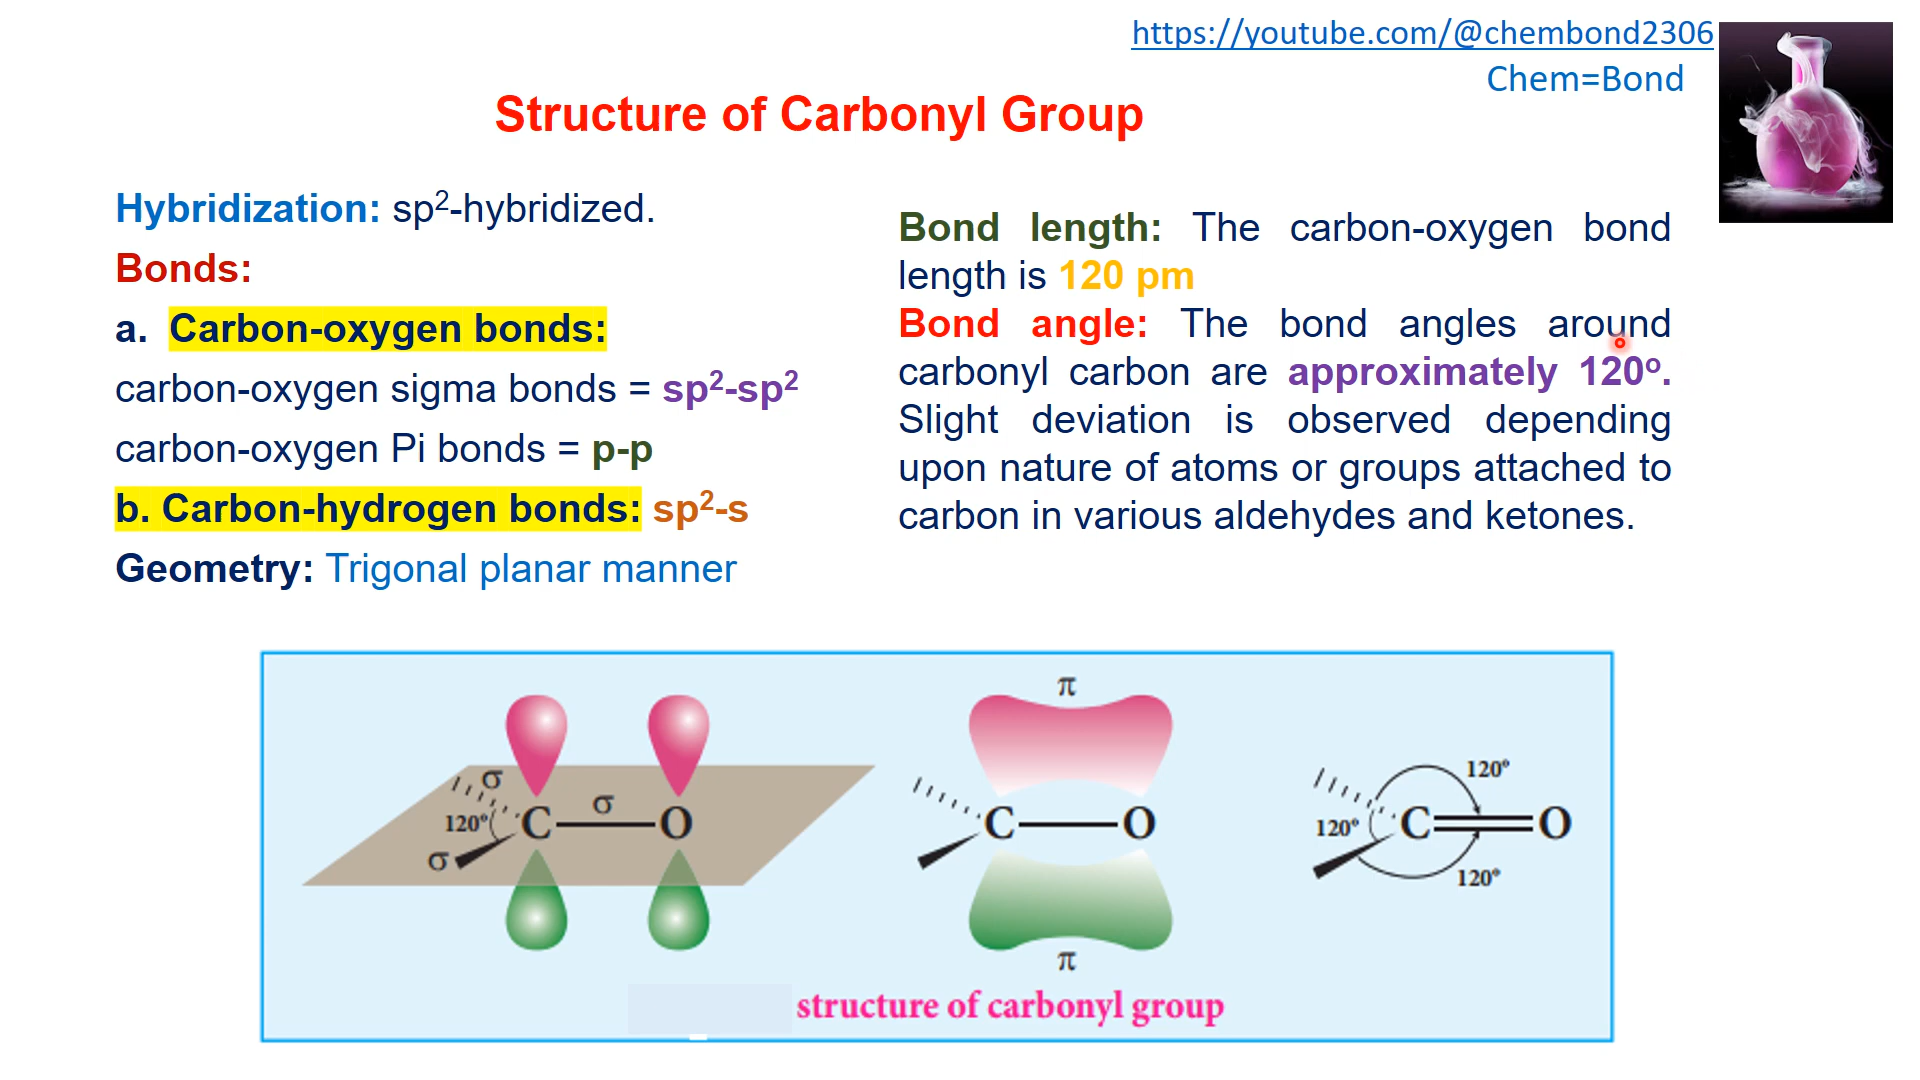 https://youtube.com/@chembond2306
Chem=Bond
Structure of Carbonyl Group
Hybridization: sp²-hybridized.
Bonds:
a. Carbon-oxygen bonds:
carbon-oxygen sigma bonds = sp²-sp²
carbon-oxygen Pi bonds = p-p
b. Carbon-hydrogen bonds: sp²-s
Geometry: Trigonal planar manner
Bond length: The carbon-oxygen bond
length is 120 pm
Bond angle: The bond angles around
carbonyl carbon are approximately 120º.
Slight deviation is observed depending
upon nature of atoms or groups attached to
carbon in various aldehydes and ketones.
σ
σ
120º C O
σ
π
C O
π
120º
120º C O
120º
structure of carbonyl group